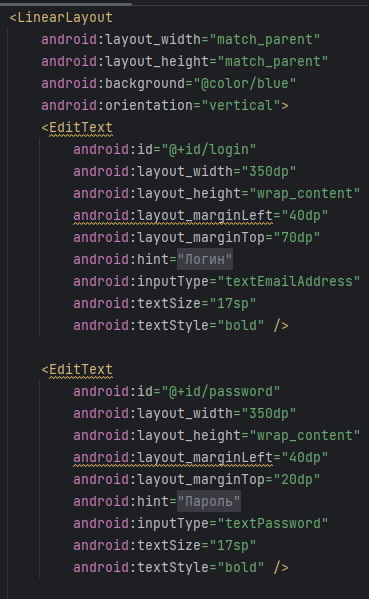 <LinearLayout
android:layout_width="match_parent"
android:layout_height="match_parent"
android:background="@color/blue"
android:orientation="vertical">
<EditText
android:id="@+id/login"
android:layout_width="350dp"
android:layout_height="wrap_content"
android:layout_marginLeft="40dp"
android:layout_marginTop="70dp"
android:hint="Логин"
android:inputType="textEmailAddress"
android:textSize="17sp"
android:textStyle="bold" />
<EditText
android:id="@+id/password"
android:layout_width="350dp"
android:layout_height="wrap_content"
android:layout_marginLeft="40dp"
android:layout_marginTop="20dp"
android:hint="Пароль"
android:inputType="textPassword"
android:textSize="17sp"
android:textStyle="bold" />